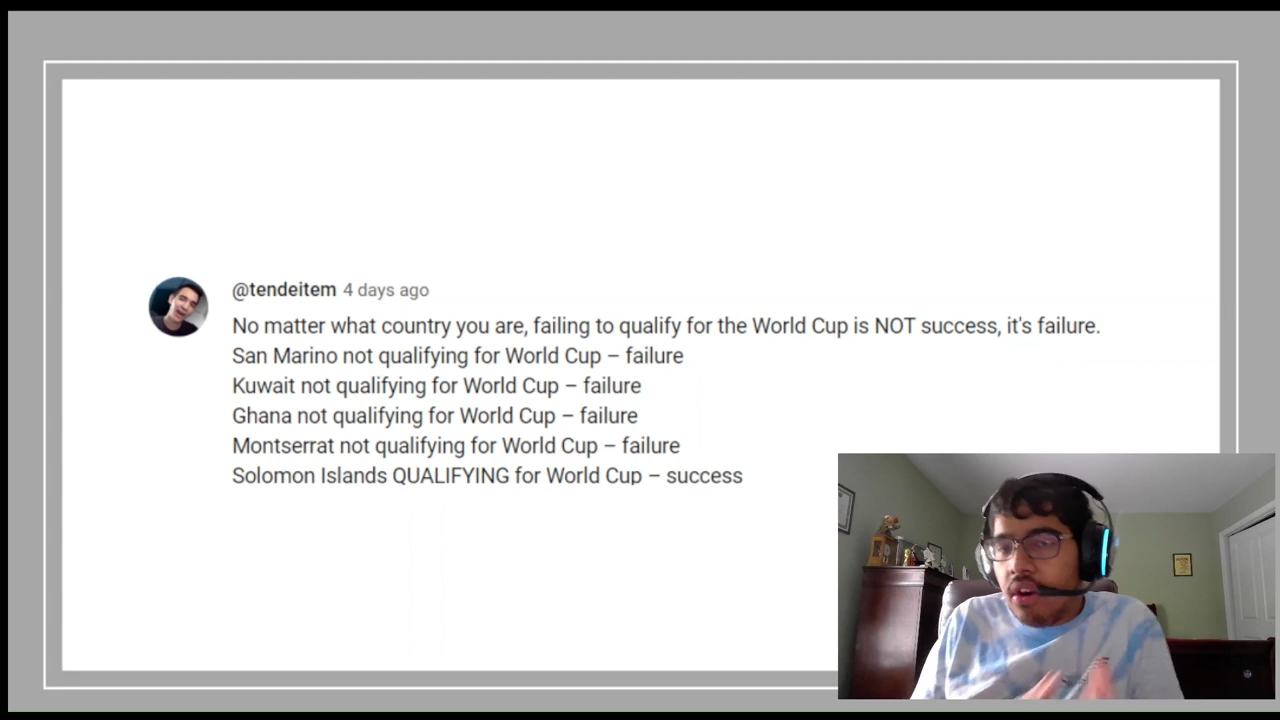 @tendeitem 4 days ago
No matter what country you are, failing to qualify for the World Cup is NOT success, it's failure.
San Marino not qualifying for World Cup – failure
Kuwait not qualifying for World Cup – failure
Ghana not qualifying for World Cup – failure
Montserrat not qualifying for World Cup – failure
Solomon Islands QUALIFYING for World Cup – success